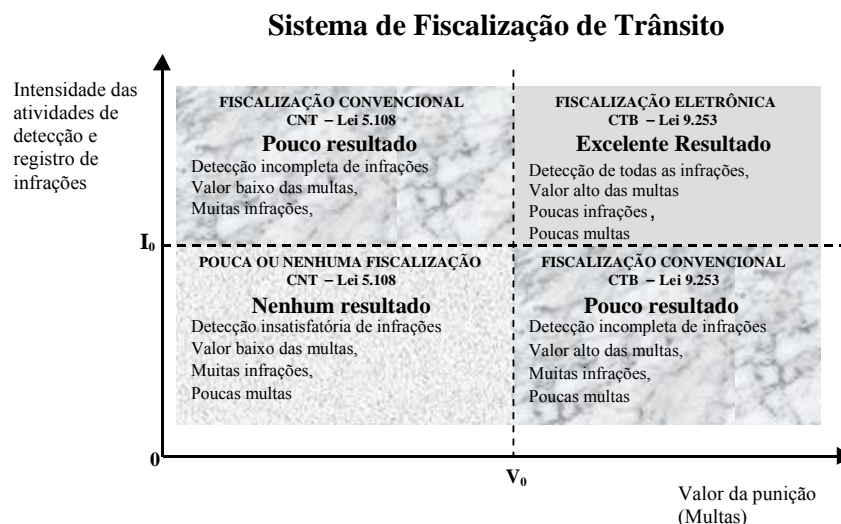 Sistema de Fiscalização de Trânsito
Intensidade das
atividades de
detecção e
registro de
infrações
FISCALIZAÇÃO CONVENCIONAL
CNT – Lei 5.108
Pouco resultado
Detecção incompleta de infrações
Valor baixo das multas,
Muitas infrações,
FISCALIZAÇÃO ELETRÔNICA
CTB – Lei 9.253
Excelente Resultado
Detecção de todas as infrações,
Valor alto das multas
Poucas infrações,
Poucas multas
I0
POUCA OU NENHUMA FISCALIZAÇÃO
CNT – Lei 5.108
Nenhum resultado
Detecção insatisfatória de infrações
Valor baixo das multas,
Muitas infrações,
Poucas multas
FISCALIZAÇÃO CONVENCIONAL
CTB – Lei 9.253
Pouco resultado
Detecção incompleta de infrações
Valor alto das multas,
Muitas infrações,
Poucas multas
0
V0
Valor da punição
(Multas)